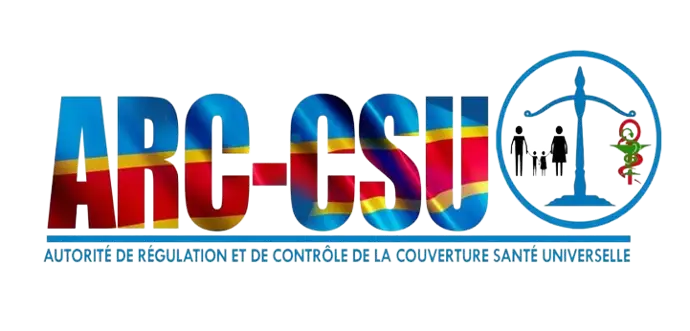 ARC-CSU
AUTORITÉ DE RÉGULATION ET DE CONTRÔLE DE LA COUVERTURE SANTÉ UNIVERSELLE